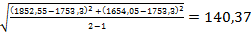 √(((1852,55−1753,3)² + (1654,05−1753,3)²)/(2−1)) = 140,37